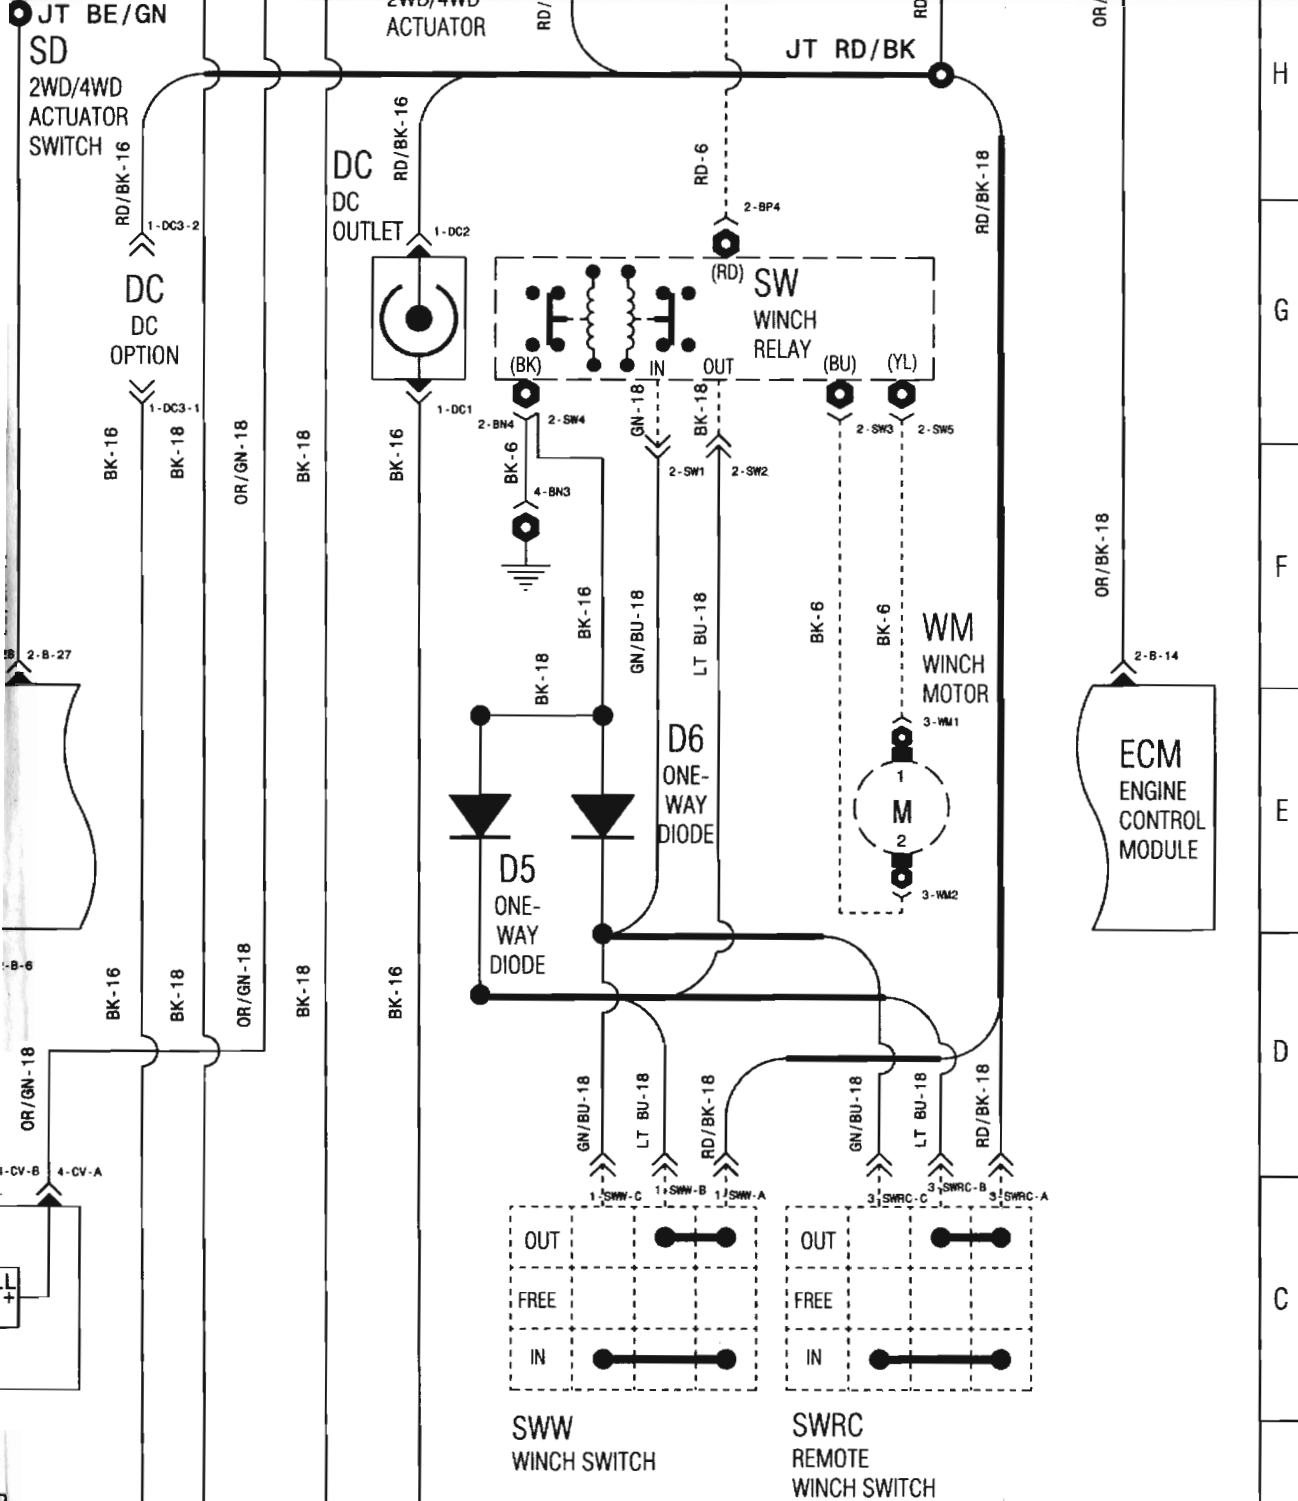 JT BE/GN
SD
2WD/4WD
ACTUATOR
SWITCH
2WD/4WD
ACTUATOR
RD/
JT RD/BK
RD
OR/
H
RD/BK-16
1-DC3-2
DC
DC
OPTION
1-DC3-1
RD/BK-16
DC
DC
OUTLET
1-DC2
1-DC1
RD-6
2-BP4
(RD)
SW
WINCH
RELAY
RD/BK-18
G
(BK)
IN
OUT
(BU)
(YL)
2-BN4
2-SW4
GN-18
BK-18
2-SW3
2-SW5
BK-16
BK-18
OR/GN-18
BK-18
BK-16
BK-6
2-SW1
2-SW2
4-BN3
F
OR/BK-18
BK-16
GN/BU-18
LT BU-18
BK-6
BK-6
WM
WINCH
MOTOR
2-B-27
2-B-14
BK-18
3-WM1
1
M
2
3-WM2
D6
ONE-
WAY
DIODE
D5
ONE-
WAY
DIODE
ECM
ENGINE
CONTROL
MODULE
E
-B-6
BK-16
BK-18
OR/GN-18
BK-18
BK-16
D
OR/GN-18
GN/BU-18
LT BU-18
RD/BK-18
GN/BU-18
LT BU-18
RD/BK-18
-CV-B
4-CV-A
1-SWW-C
1-SWW-B
1-SWW-A
3-SWRC-C
3-SWRC-B
3-SWRC-A
OUT
FREE
IN
OUT
FREE
IN
C
+
SWW
WINCH SWITCH
SWRC
REMOTE
WINCH SWITCH